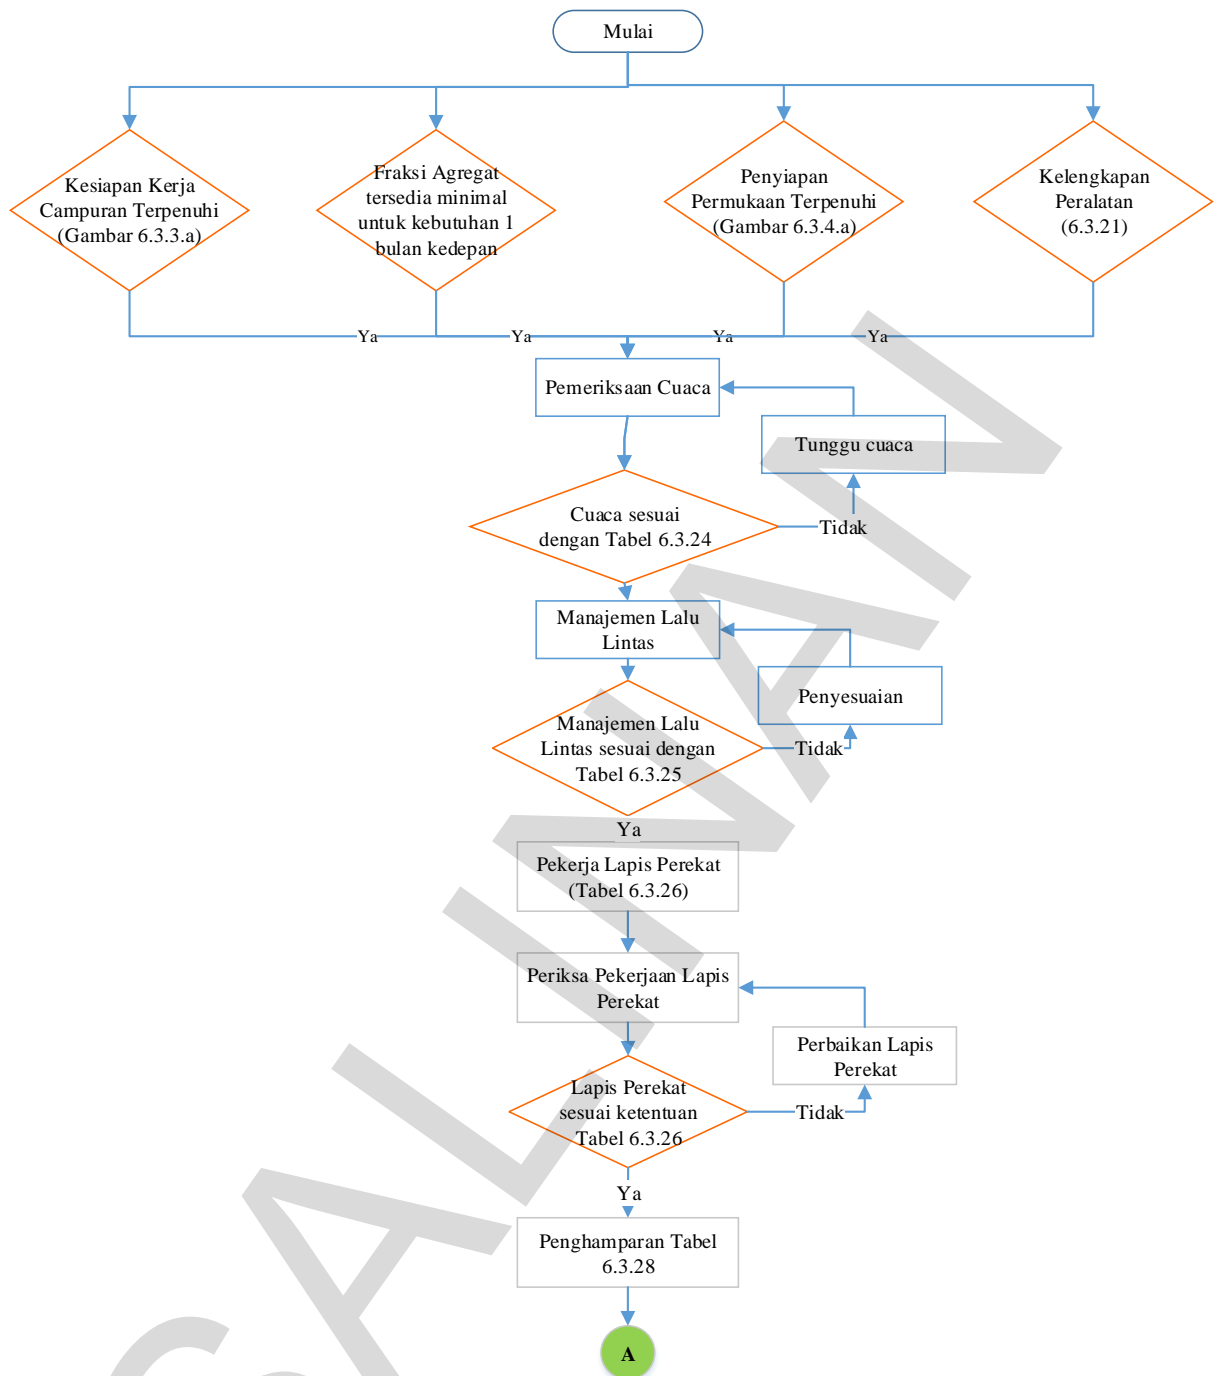 Mulai
Kesiapan Kerja
Campuran Terpenuhi
(Gambar 6.3.3.a)
Fraksi Agregat
tersedia minimal
untuk kebutuhan 1
bulan kedepan
Penyiapan
Permukaan Terpenuhi
(Gambar 6.3.4.a)
Kelengkapan
Peralatan
(6.3.21)
Ya
Ya
Ya
Ya
Pemeriksaan Cuaca
Tunggu cuaca
Cuaca sesuai
dengan Tabel 6.3.24
Tidak
Manajemen Lalu
Lintas
Penyesuaian
Manajemen Lalu
Lintas sesuai dengan
Tabel 6.3.25
Tidak
Ya
Pekerja Lapis Perekat
(Tabel 6.3.26)
Periksa Pekerjaan Lapis
Perekat
Perbaikan Lapis
Perekat
Lapis Perekat
sesuai ketentuan
Tabel 6.3.26
Tidak
Ya
Penghamparan Tabel
6.3.28
A
SALINAN